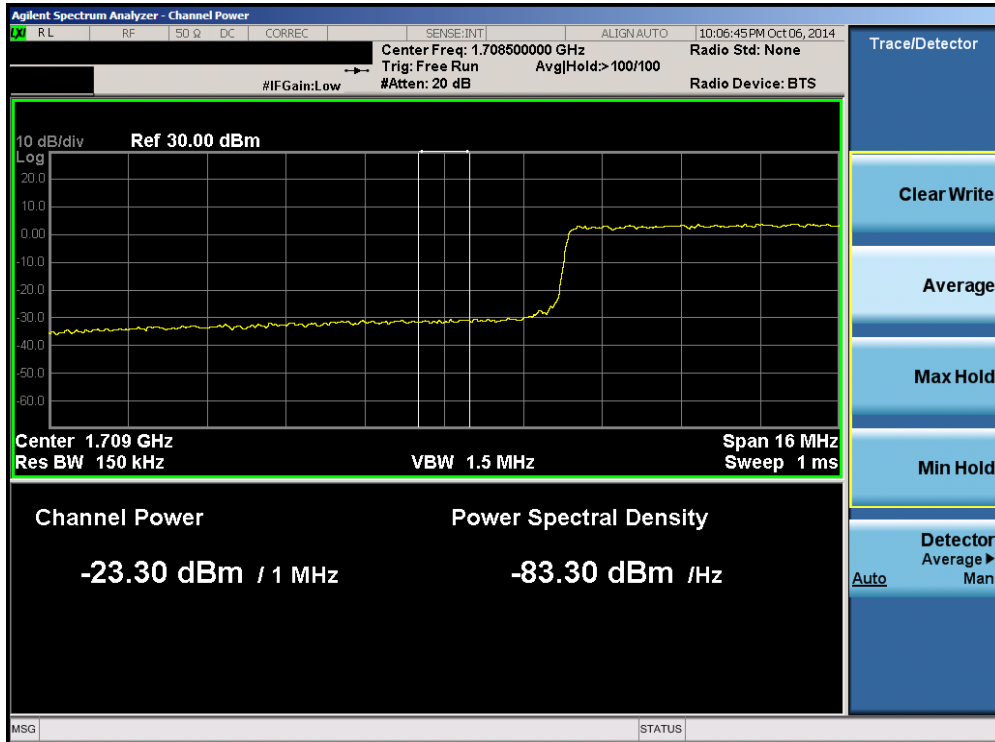 Agilent Spectrum Analyzer - Channel Power
LXI RL RF 50 Ω DC CORREC SENSE:INT ALIGN AUTO 10:06:45 PM Oct 06, 2014
Center Freq: 1.708500000 GHz Radio Std: None
Trig: Free Run Avg|Hold:> 100/100
#IFGain:Low #Atten: 20 dB Radio Device: BTS
10 dB/div Ref 30.00 dBm
Log
20.0
10.0
0.00
-10.0
-20.0
-30.0
-40.0
-50.0
-60.0
Center 1.709 GHz Span 16 MHz
Res BW 150 kHz VBW 1.5 MHz Sweep 1 ms
Channel Power Power Spectral Density
-23.30 dBm / 1 MHz -83.30 dBm /Hz
MSG STATUS
Trace/Detector
Clear Write
Average
Max Hold
Min Hold
Detector
Average▶
Auto Man